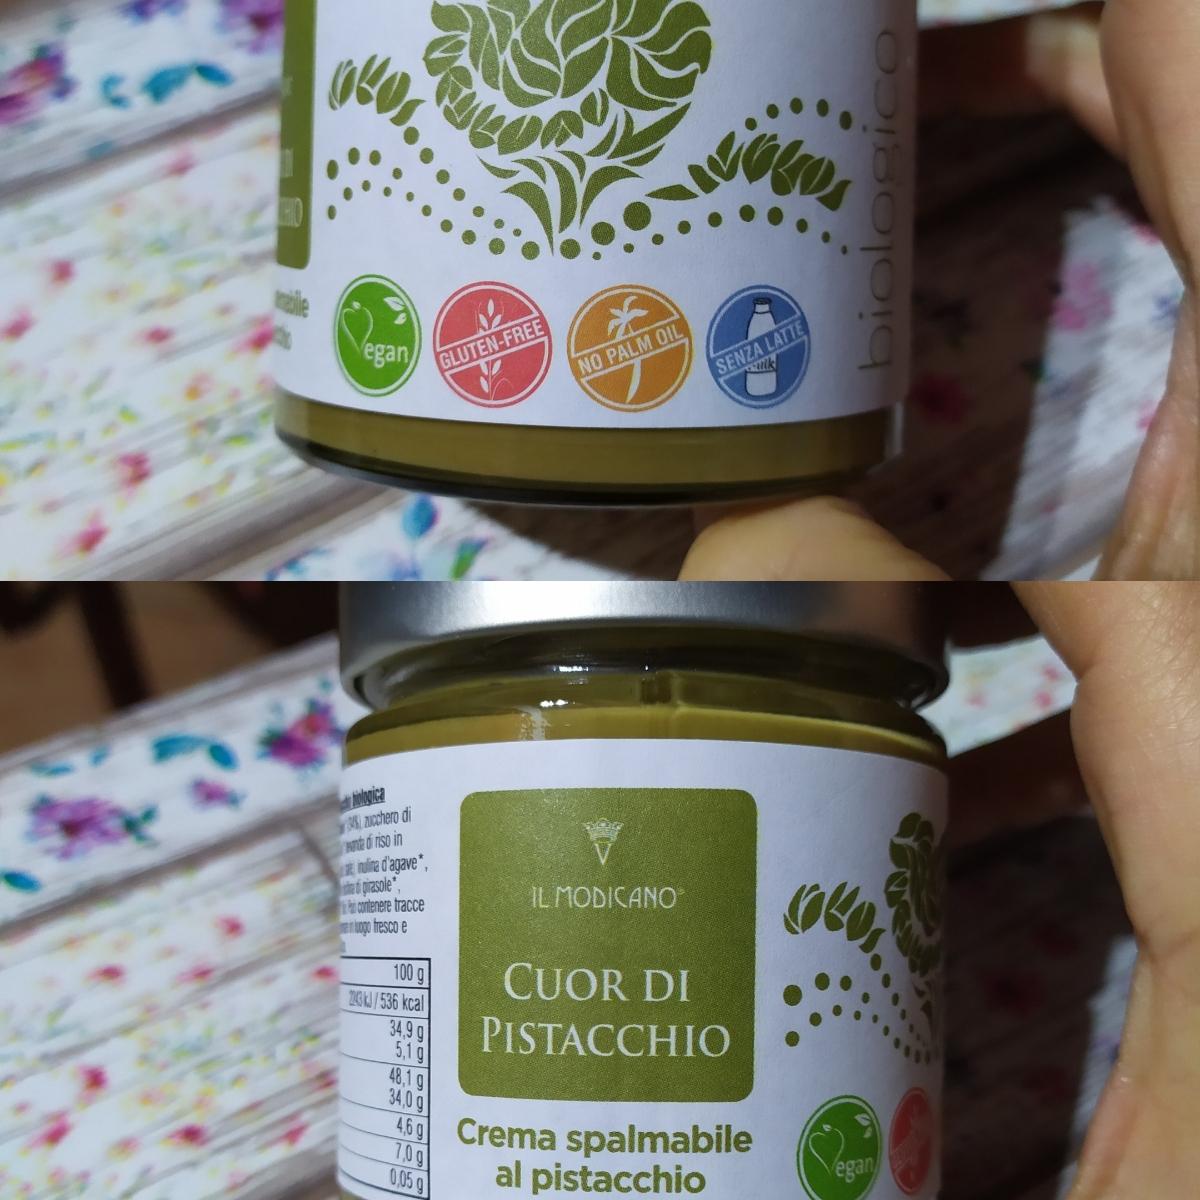 biologico
Vegan
GLUTEN-FREE
NO PALM OIL
SENZA LATTE
Milk
biologica
(34%), zucchero di
bevanda di riso in
inulina d'agave*,
di girasole*,
Può contenere tracce
in luogo fresco e
100 g
2243 kJ / 536 kcal
34,9 g
5,1 g
48,1 g
34,0 g
4,6 g
7,0 g
0,05 g
IL MODICANO
CUOR DI
PISTACCHIO
Crema spalmabile
al pistacchio
Vegan